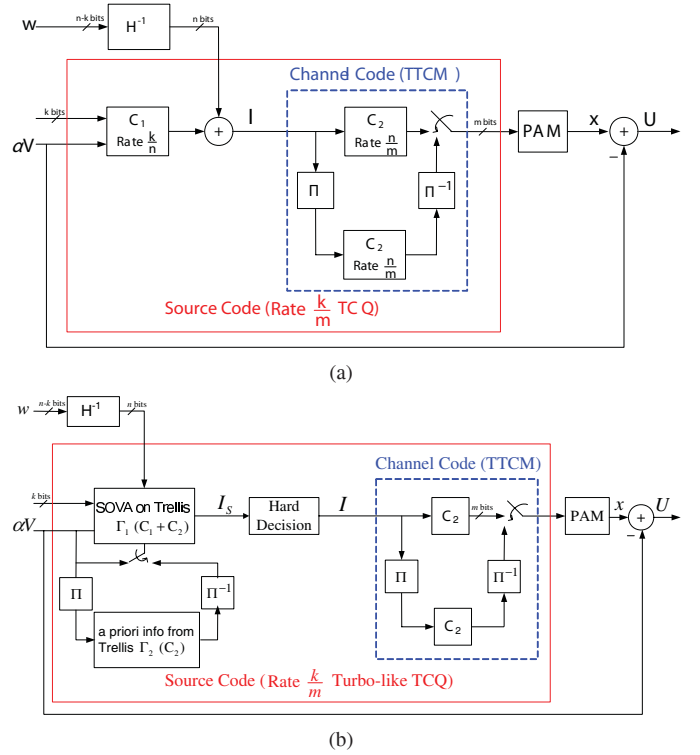 w n-k bits H⁻¹ n bits
Channel Code (TTCM )
k bits
C₁ Rate k/n
αV
+ I
C₂ Rate n/m
m bits PAM x + U
−
Π Π⁻¹
C₂ Rate n/m
Source Code (Rate k/m TC Q)
(a)
w n-k bits H⁻¹ n bits
Channel Code (TTCM)
k bits
αV
SOVA on Trellis
Γ₁ (C₁ + C₂)
I_S Hard Decision I
C₂ m bits PAM x + U
−
Π Π⁻¹
Π Π⁻¹
a priori info from
Trellis Γ₂ (C₂)
C₂
Source Code (Rate k/m Turbo-like TCQ)
(b)